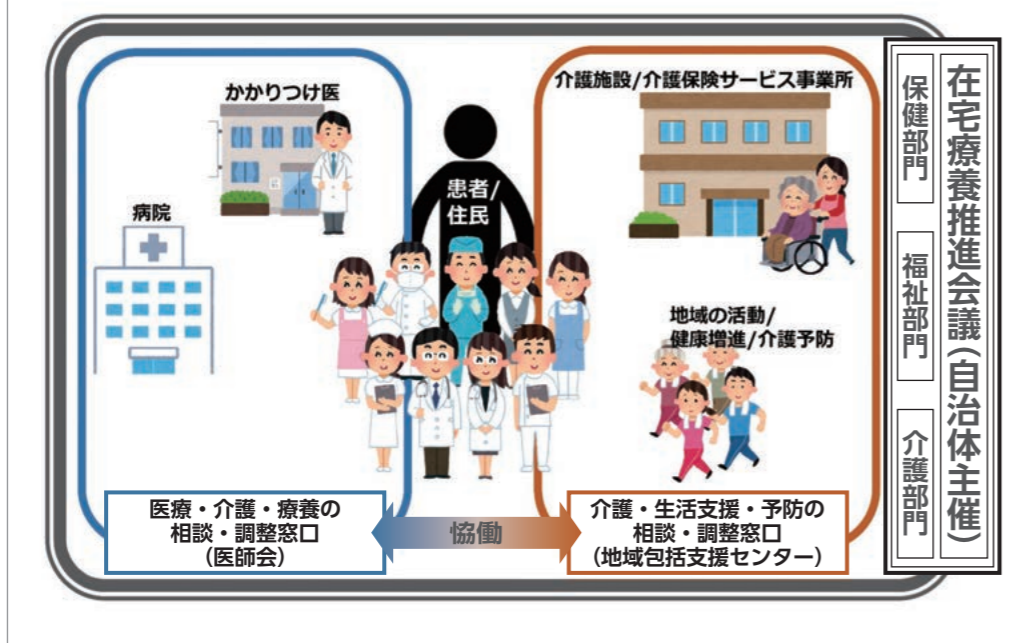 かかりつけ医
病院
患者/
住民
介護施設/介護保険サービス事業所
地域の活動/
健康増進/介護予防
医療・介護・療養の
相談・調整窓口
(医師会)
協働
介護・生活支援・予防の
相談・調整窓口
(地域包括支援センター)
在宅療養推進会議(自治体主催)
保健部門
福祉部門
介護部門